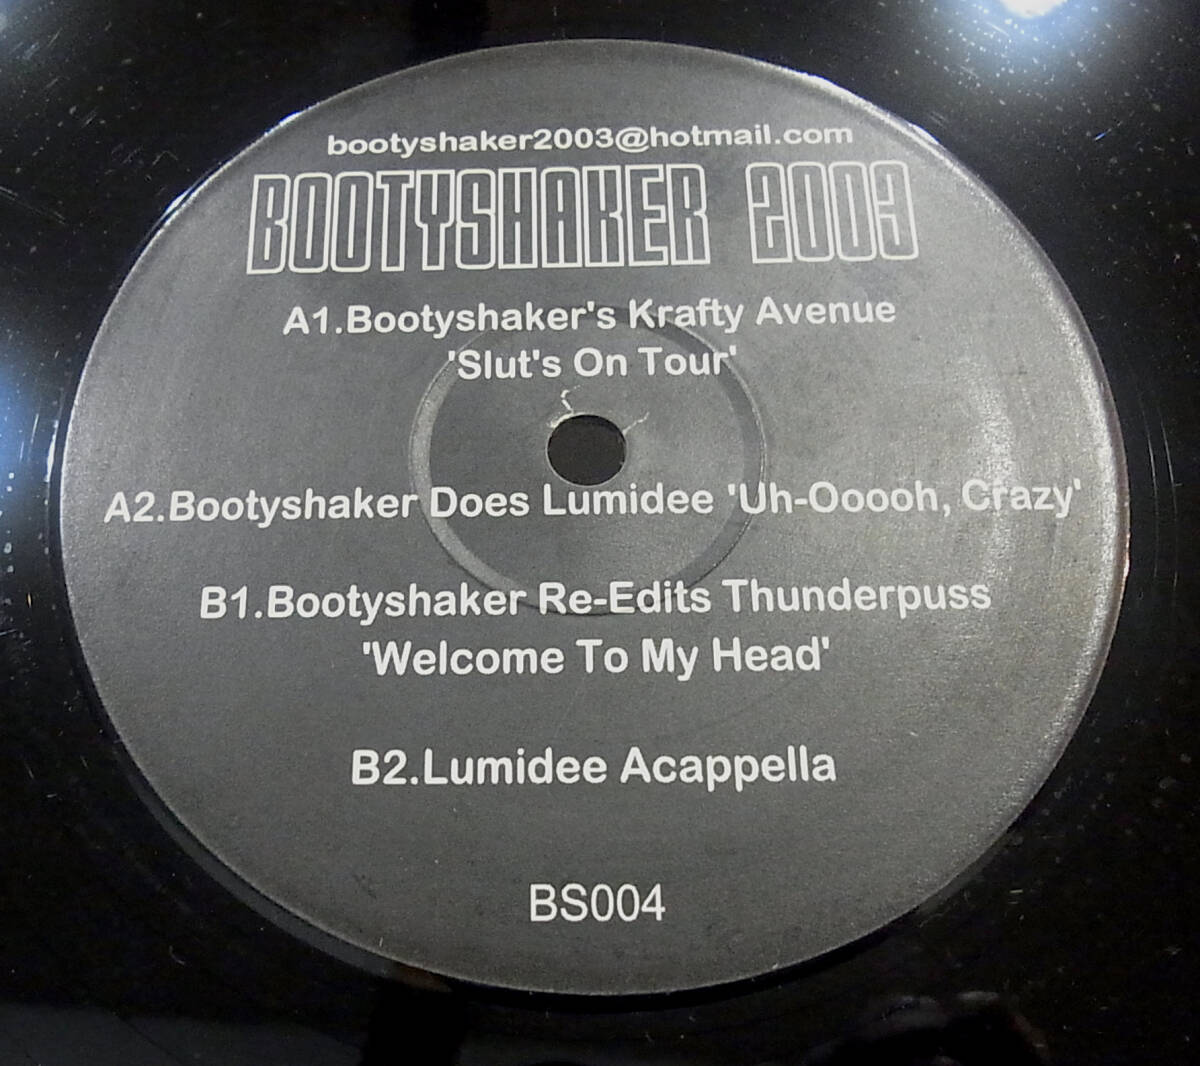 bootyshaker2003@hotmail.com
BOOTYSHAKER 2003
A1.Bootyshaker's Krafty Avenue
'Slut's On Tour'
A2.Bootyshaker Does Lumidee 'Uh-Ooooh, Crazy'
B1.Bootyshaker Re-Edits Thunderpuss
'Welcome To My Head'
B2.Lumidee Acappella
BS004